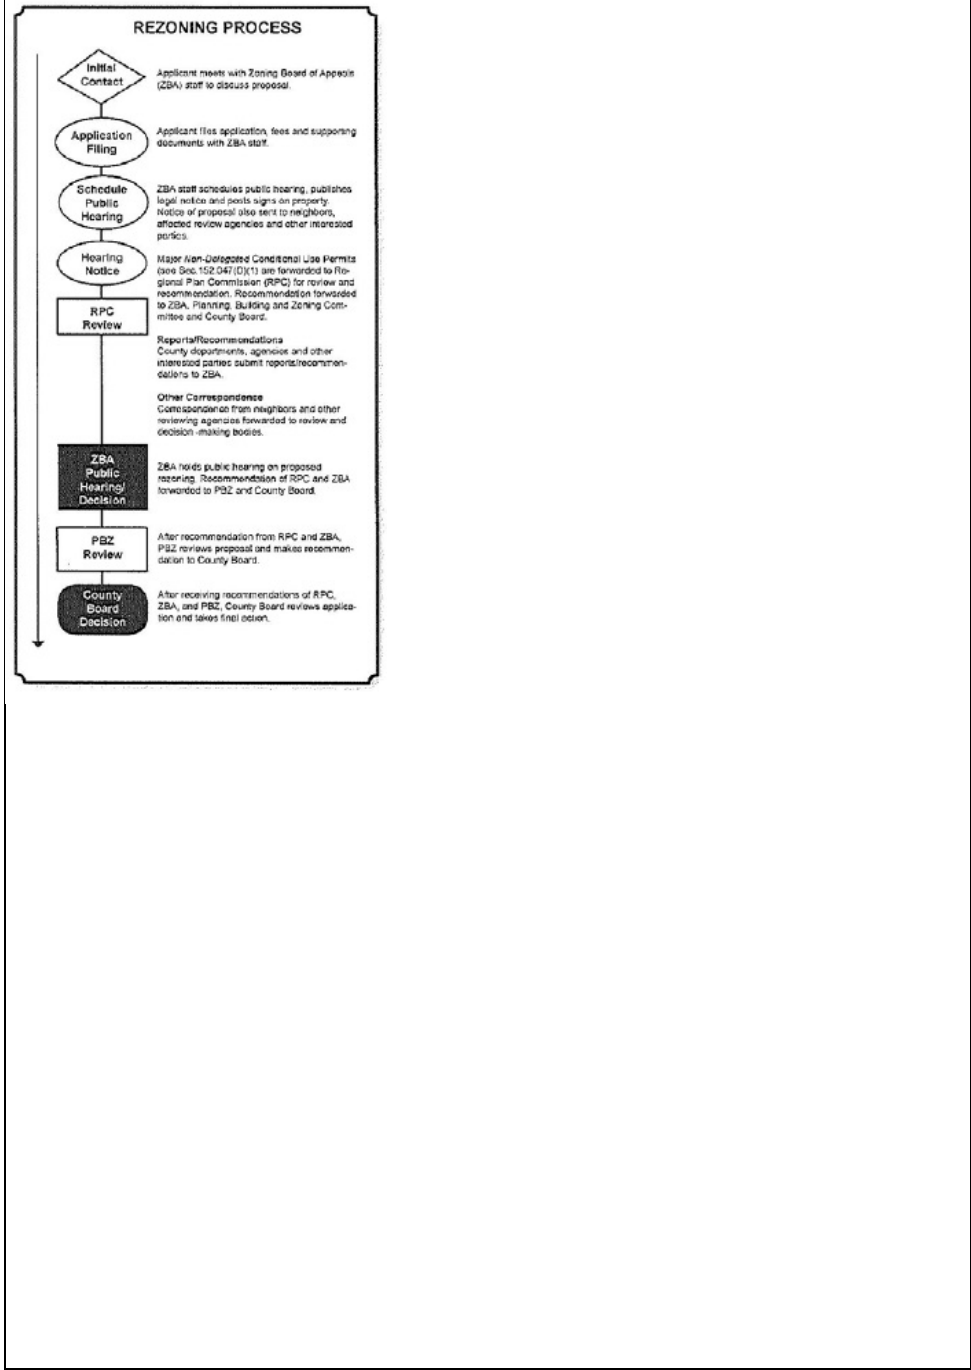 REZONING PROCESS
Initial
Contact
Applicant meets with Zoning Board of Appeals
(ZBA) staff to discuss proposal.
Application
Filing
Applicant files application, fees and supporting
documents with ZBA staff.
Schedule
Public
Hearing
ZBA staff schedules public hearing, publishes
legal notice and posts signs on property.
Notice of proposal also sent to neighbors,
affected review agencies and other interested
parties.
Hearing
Notice
Major Non-Delegated Conditional Use Permits
(see Sec.152.047(D)(1) are forwarded to Re-
gional Plan Commission (RPC) for review and
recommendation. Recommendation forwarded
to ZBA, Planning, Building and Zoning Com-
mittee and County Board.
RPC
Review
Reports/Recommendations
County departments, agencies and other
interested parties submit reports/recommen-
dations to ZBA.
Other Correspondence
Correspondence from neighbors and other
reviewing agencies forwarded to review and
decision -making bodies.
ZBA
Public
Hearing/
Decision
ZBA holds public hearing on proposed
rezoning. Recommendation of RPC and ZBA
forwarded to PBZ and County Board.
PBZ
Review
After recommendation from RPC and ZBA,
PBZ reviews proposal and makes recommen-
dation to County Board.
County
Board
Decision
After receiving recommendations of RPC,
ZBA, and PBZ, County Board reviews applica-
tion and takes final action.